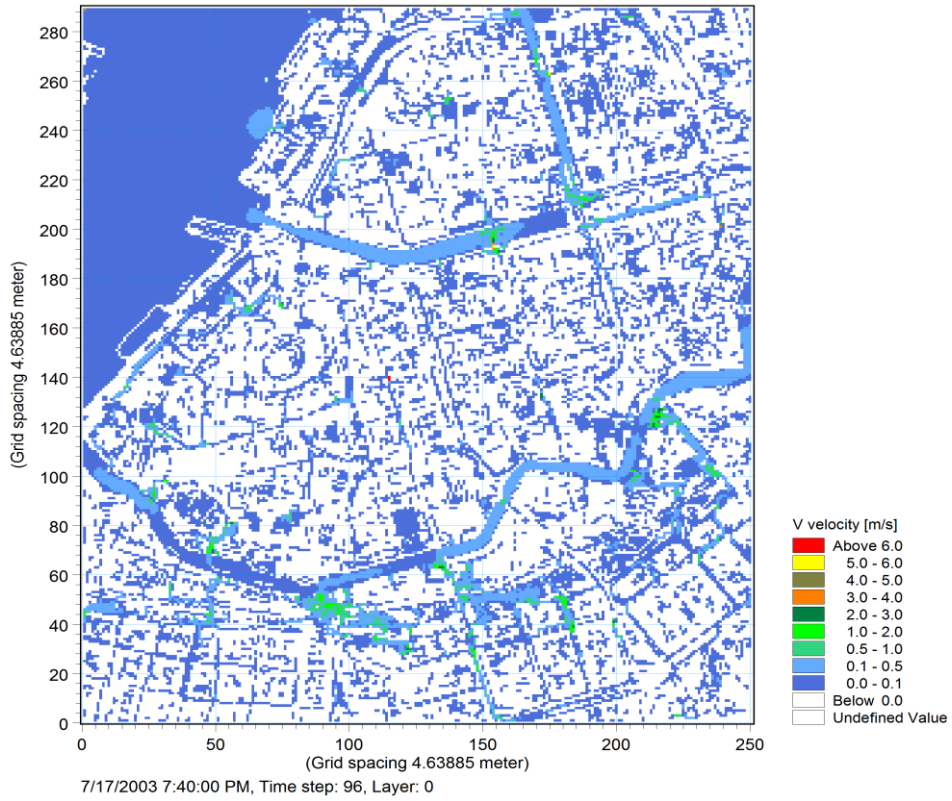 280
260
240
220
200
180
160
140
120
100
80
60
40
20
0
(Grid spacing 4.63885 meter)
0 50 100 150 200 250
(Grid spacing 4.63885 meter)
7/17/2003 7:40:00 PM, Time step: 96, Layer: 0
V velocity [m/s]
Above 6.0
5.0 - 6.0
4.0 - 5.0
3.0 - 4.0
2.0 - 3.0
1.0 - 2.0
0.5 - 1.0
0.1 - 0.5
0.0 - 0.1
Below 0.0
Undefined Value